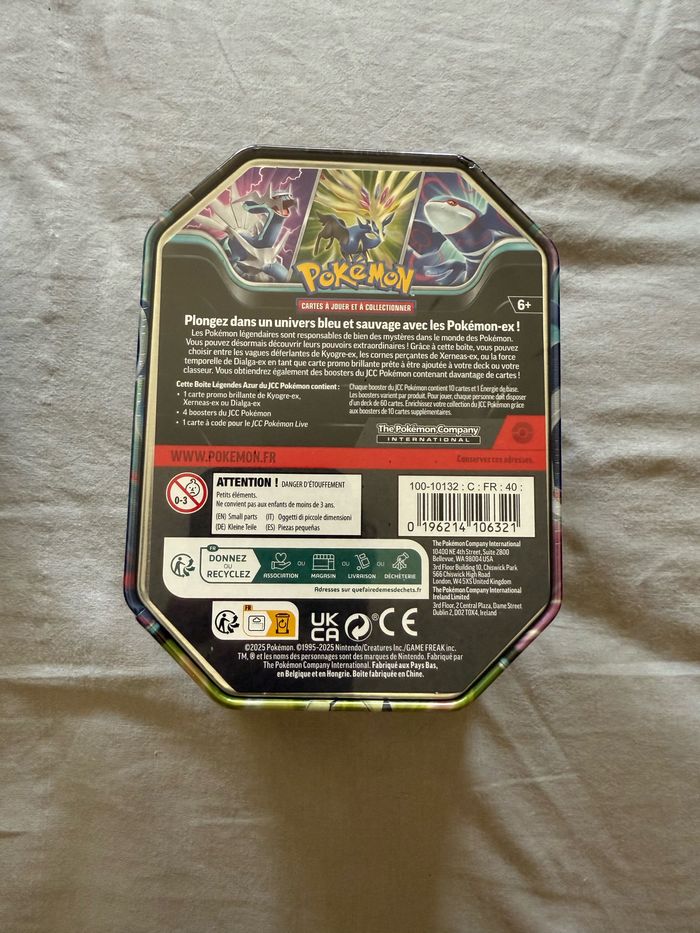 POKÉMON
CARTES À JOUER ET À COLLECTIONNER
6+
Plongez dans un univers bleu et sauvage avec les Pokémon-ex !
Les Pokémon légendaires sont responsables de bien des mystères dans le monde des Pokémon.
Vous pouvez désormais découvrir leurs pouvoirs extraordinaires ! Grâce à cette boîte, vous pouvez
choisir entre les vagues déferlantes de Kyogre-ex, les cornes perçantes de Xerneas-ex, ou la force
temporelle de Dialga-ex en tant que carte promo brillante prête à être ajoutée à votre deck ou votre
classeur. Vous obtiendrez également des boosters du JCC Pokémon contenant davantage de cartes !
Cette Boîte Légendes Azur du JCC Pokémon contient :
• 1 carte promo brillante de Kyogre-ex,
Xerneas-ex ou Dialga-ex
• 4 boosters du JCC Pokémon
• 1 carte à code pour le JCC Pokémon Live
Chaque booster du JCC Pokémon contient 10 cartes et 1 Énergie de base.
Les boosters varient par produit. Pour jouer, chaque personne doit disposer
d'un deck de 60 cartes. Enrichissez votre collection du JCC Pokémon grâce
aux boosters de 10 cartes supplémentaires.
The Pokémon Company
INTERNATIONAL
WWW.POKEMON.FR
Conservez ces adresses.
0-3
ATTENTION ! DANGER D'ÉTOUFFEMENT
Petits éléments.
Ne convient pas aux enfants de moins de 3 ans.
(EN) Small parts (IT) Oggetti di piccole dimensioni
(DE) Kleine Teile (ES) Piezas pequeñas
100-10132 : C : FR : 40 :
0 196214 106321
FR
DONNEZ
OU
RECYCLEZ
ASSOCIATION
OU
MAGASIN
OU
LIVRAISON
OU
DÉCHÈTERIE
Adresses sur quefairedemesdechets.fr
The Pokémon Company International
10400 NE 4th Street, Suite 2800
Bellevue, WA 98004 USA
3rd Floor Building 10, Chiswick Park
566 Chiswick High Road
London, W4 5XS United Kingdom
The Pokémon Company International
Ireland Limited
3rd Floor, 2 Central Plaza, Dame Street
Dublin 2, D02 T0X4, Ireland
FR
UK
CA
CE
©2025 Pokémon. ©1995-2025 Nintendo/Creatures Inc./GAME FREAK inc.
TM, ® et les noms des personnages sont des marques de Nintendo. Fabriqué par
The Pokémon Company International. Fabriqué aux Pays Bas,
en Belgique et en Hongrie. Boîte fabriquée en Chine.